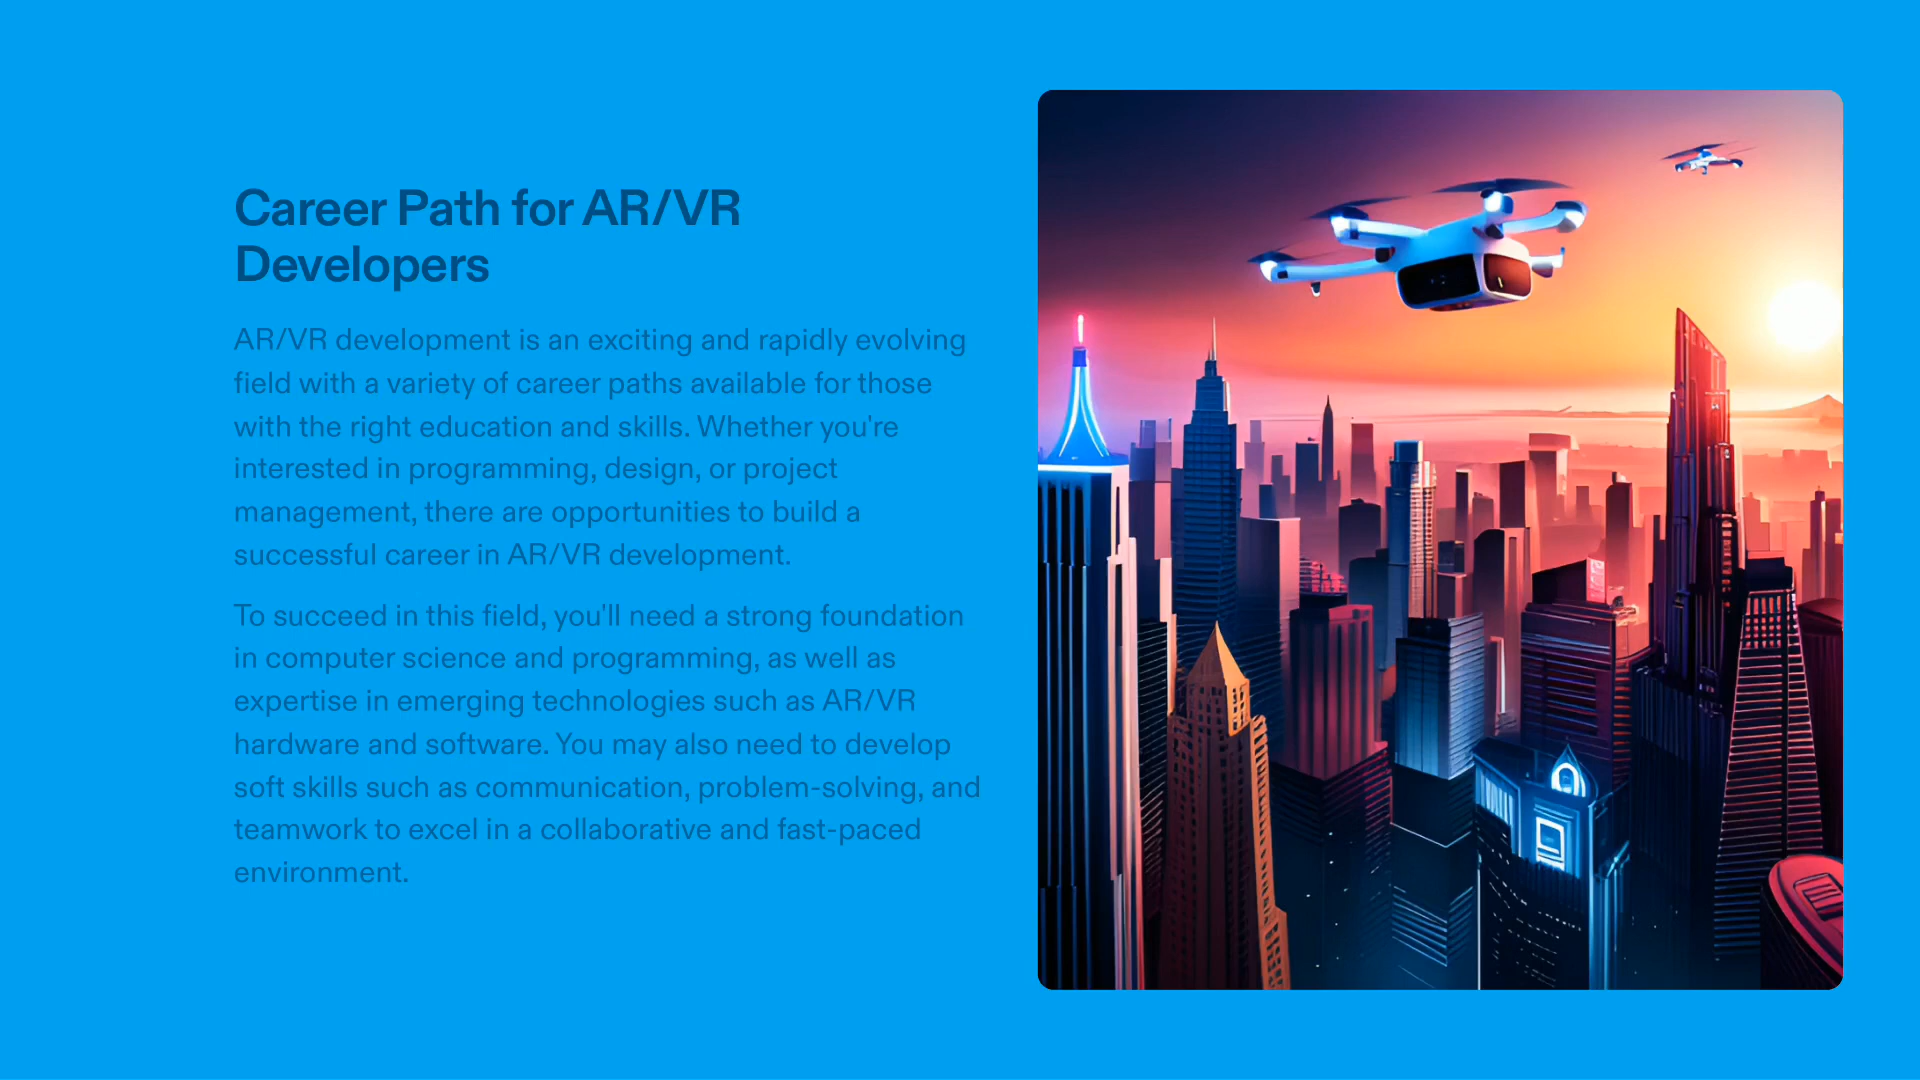 Career Path for AR/VR
Developers
AR/VR development is an exciting and rapidly evolving
field with a variety of career paths available for those
with the right education and skills. Whether you're
interested in programming, design, or project
management, there are opportunities to build a
successful career in AR/VR development.
To succeed in this field, you'll need a strong foundation
in computer science and programming, as well as
expertise in emerging technologies such as AR/VR
hardware and software. You may also need to develop
soft skills such as communication, problem-solving, and
teamwork to excel in a collaborative and fast-paced
environment.